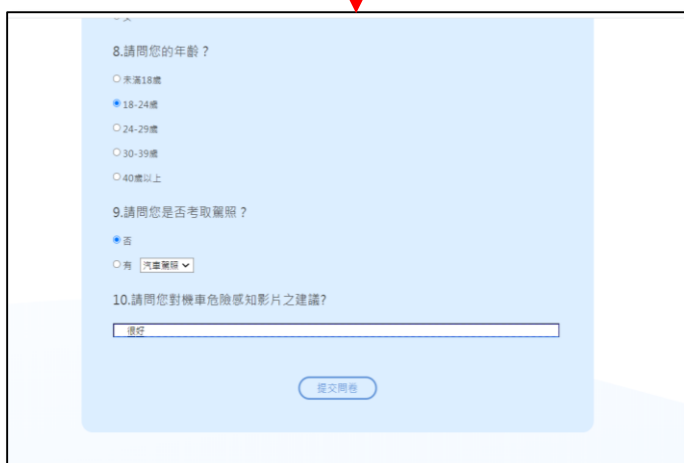 8.請問您的年齡？
未滿18歲
18-24歲
24-29歲
30-39歲
40歲以上
9.請問您是否考取駕照？
否
有 汽車駕照
10.請問您對機車危險感知影片之建議?
很好
提交問卷